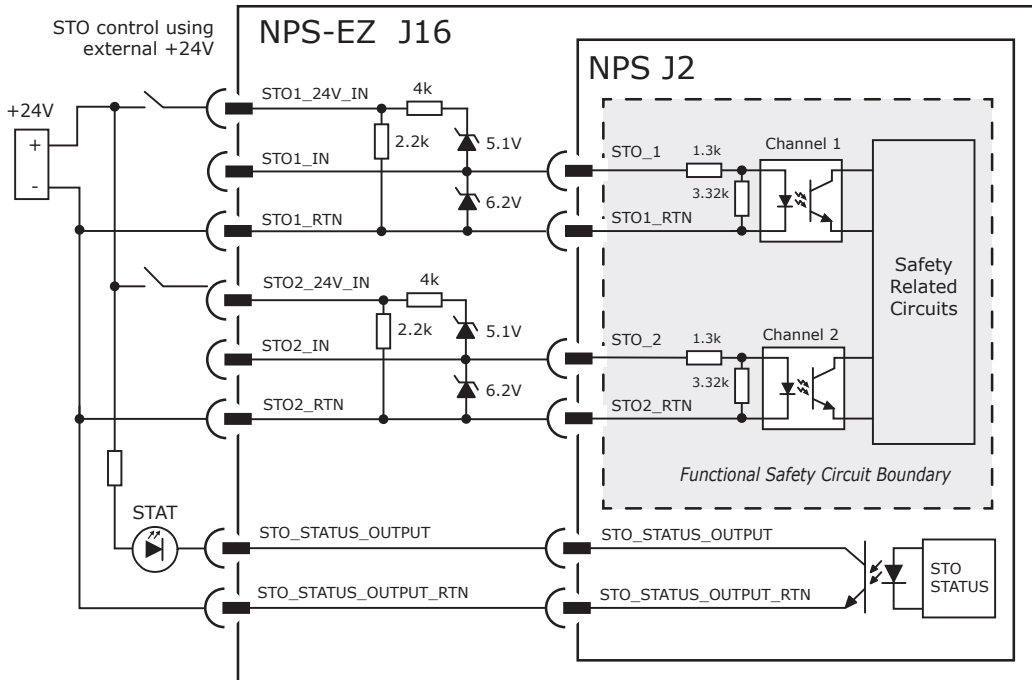 STO control using
external +24V
NPS-EZ J16
NPS J2
+24V
+
-
STO1_24V_IN
4k
2.2k
5.1V
STO1_IN
6.2V
STO1_RTN
STO_1
1.3k
Channel 1
3.32k
STO1_RTN
Safety
Related
Circuits
STO2_24V_IN
4k
2.2k
5.1V
STO2_IN
6.2V
STO2_RTN
STO_2
1.3k
Channel 2
3.32k
STO2_RTN
Functional Safety Circuit Boundary
STAT
STO_STATUS_OUTPUT
STO_STATUS_OUTPUT
STO
STATUS
STO_STATUS_OUTPUT_RTN
STO_STATUS_OUTPUT_RTN